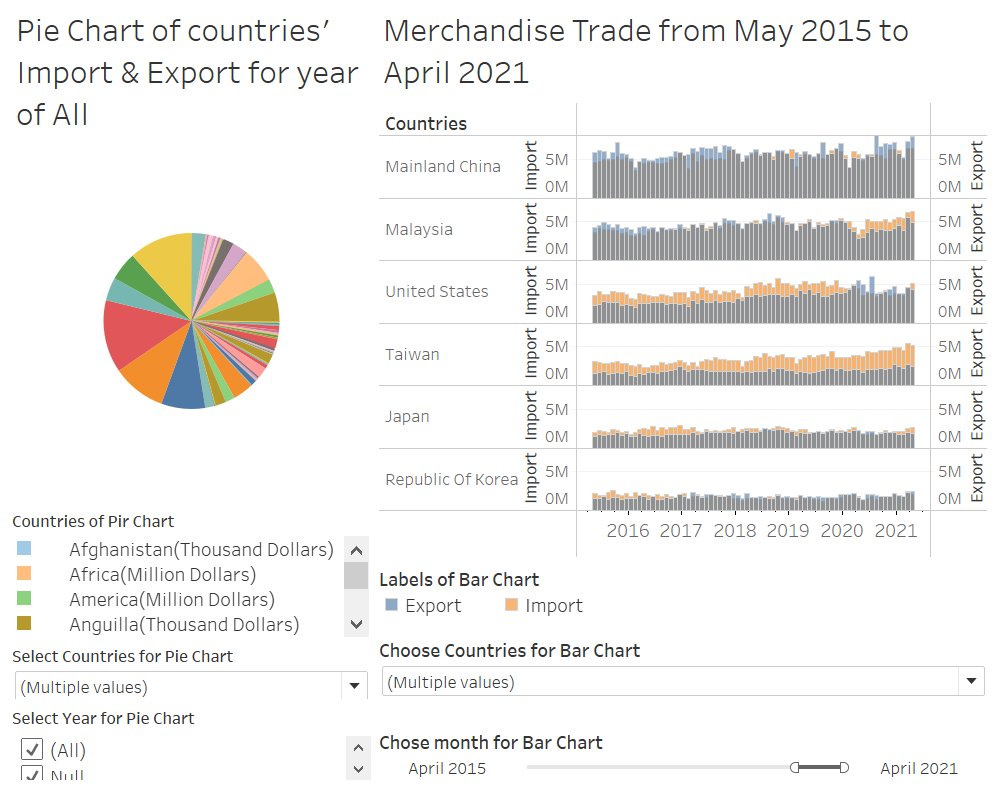 Pie Chart of countries’
Import & Export for year
of All
Merchandise Trade from May 2015 to
April 2021
Countries
Mainland China
Import
5M
0M
5M
0M
Export
Malaysia
Import
5M
0M
5M
0M
Export
United States
Import
5M
0M
5M
0M
Export
Taiwan
Import
5M
0M
5M
0M
Export
Japan
Import
5M
0M
5M
0M
Export
Republic Of Korea
Import
5M
0M
5M
0M
Export
2016 2017 2018 2019 2020 2021
Countries of Pir Chart
Afghanistan(Thousand Dollars)
Africa(Million Dollars)
America(Million Dollars)
Anguilla(Thousand Dollars)
Select Countries for Pie Chart
(Multiple values)
Select Year for Pie Chart
(All)
Null
Labels of Bar Chart
Export Import
Choose Countries for Bar Chart
(Multiple values)
Chose month for Bar Chart
April 2015 April 2021